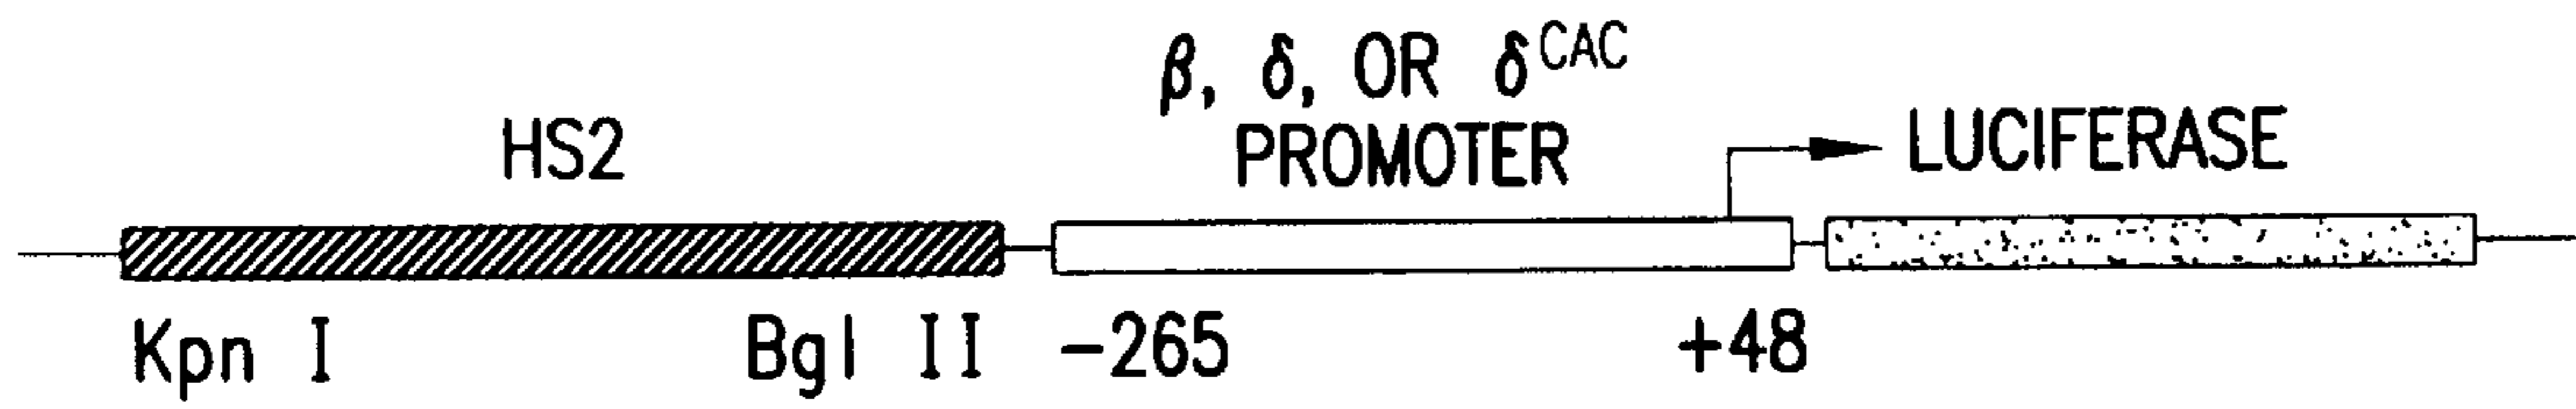 β, δ, OR δCAC
HS2
PROMOTER
LUCIFERASE
Kpn I
Bgl II
-265
+48